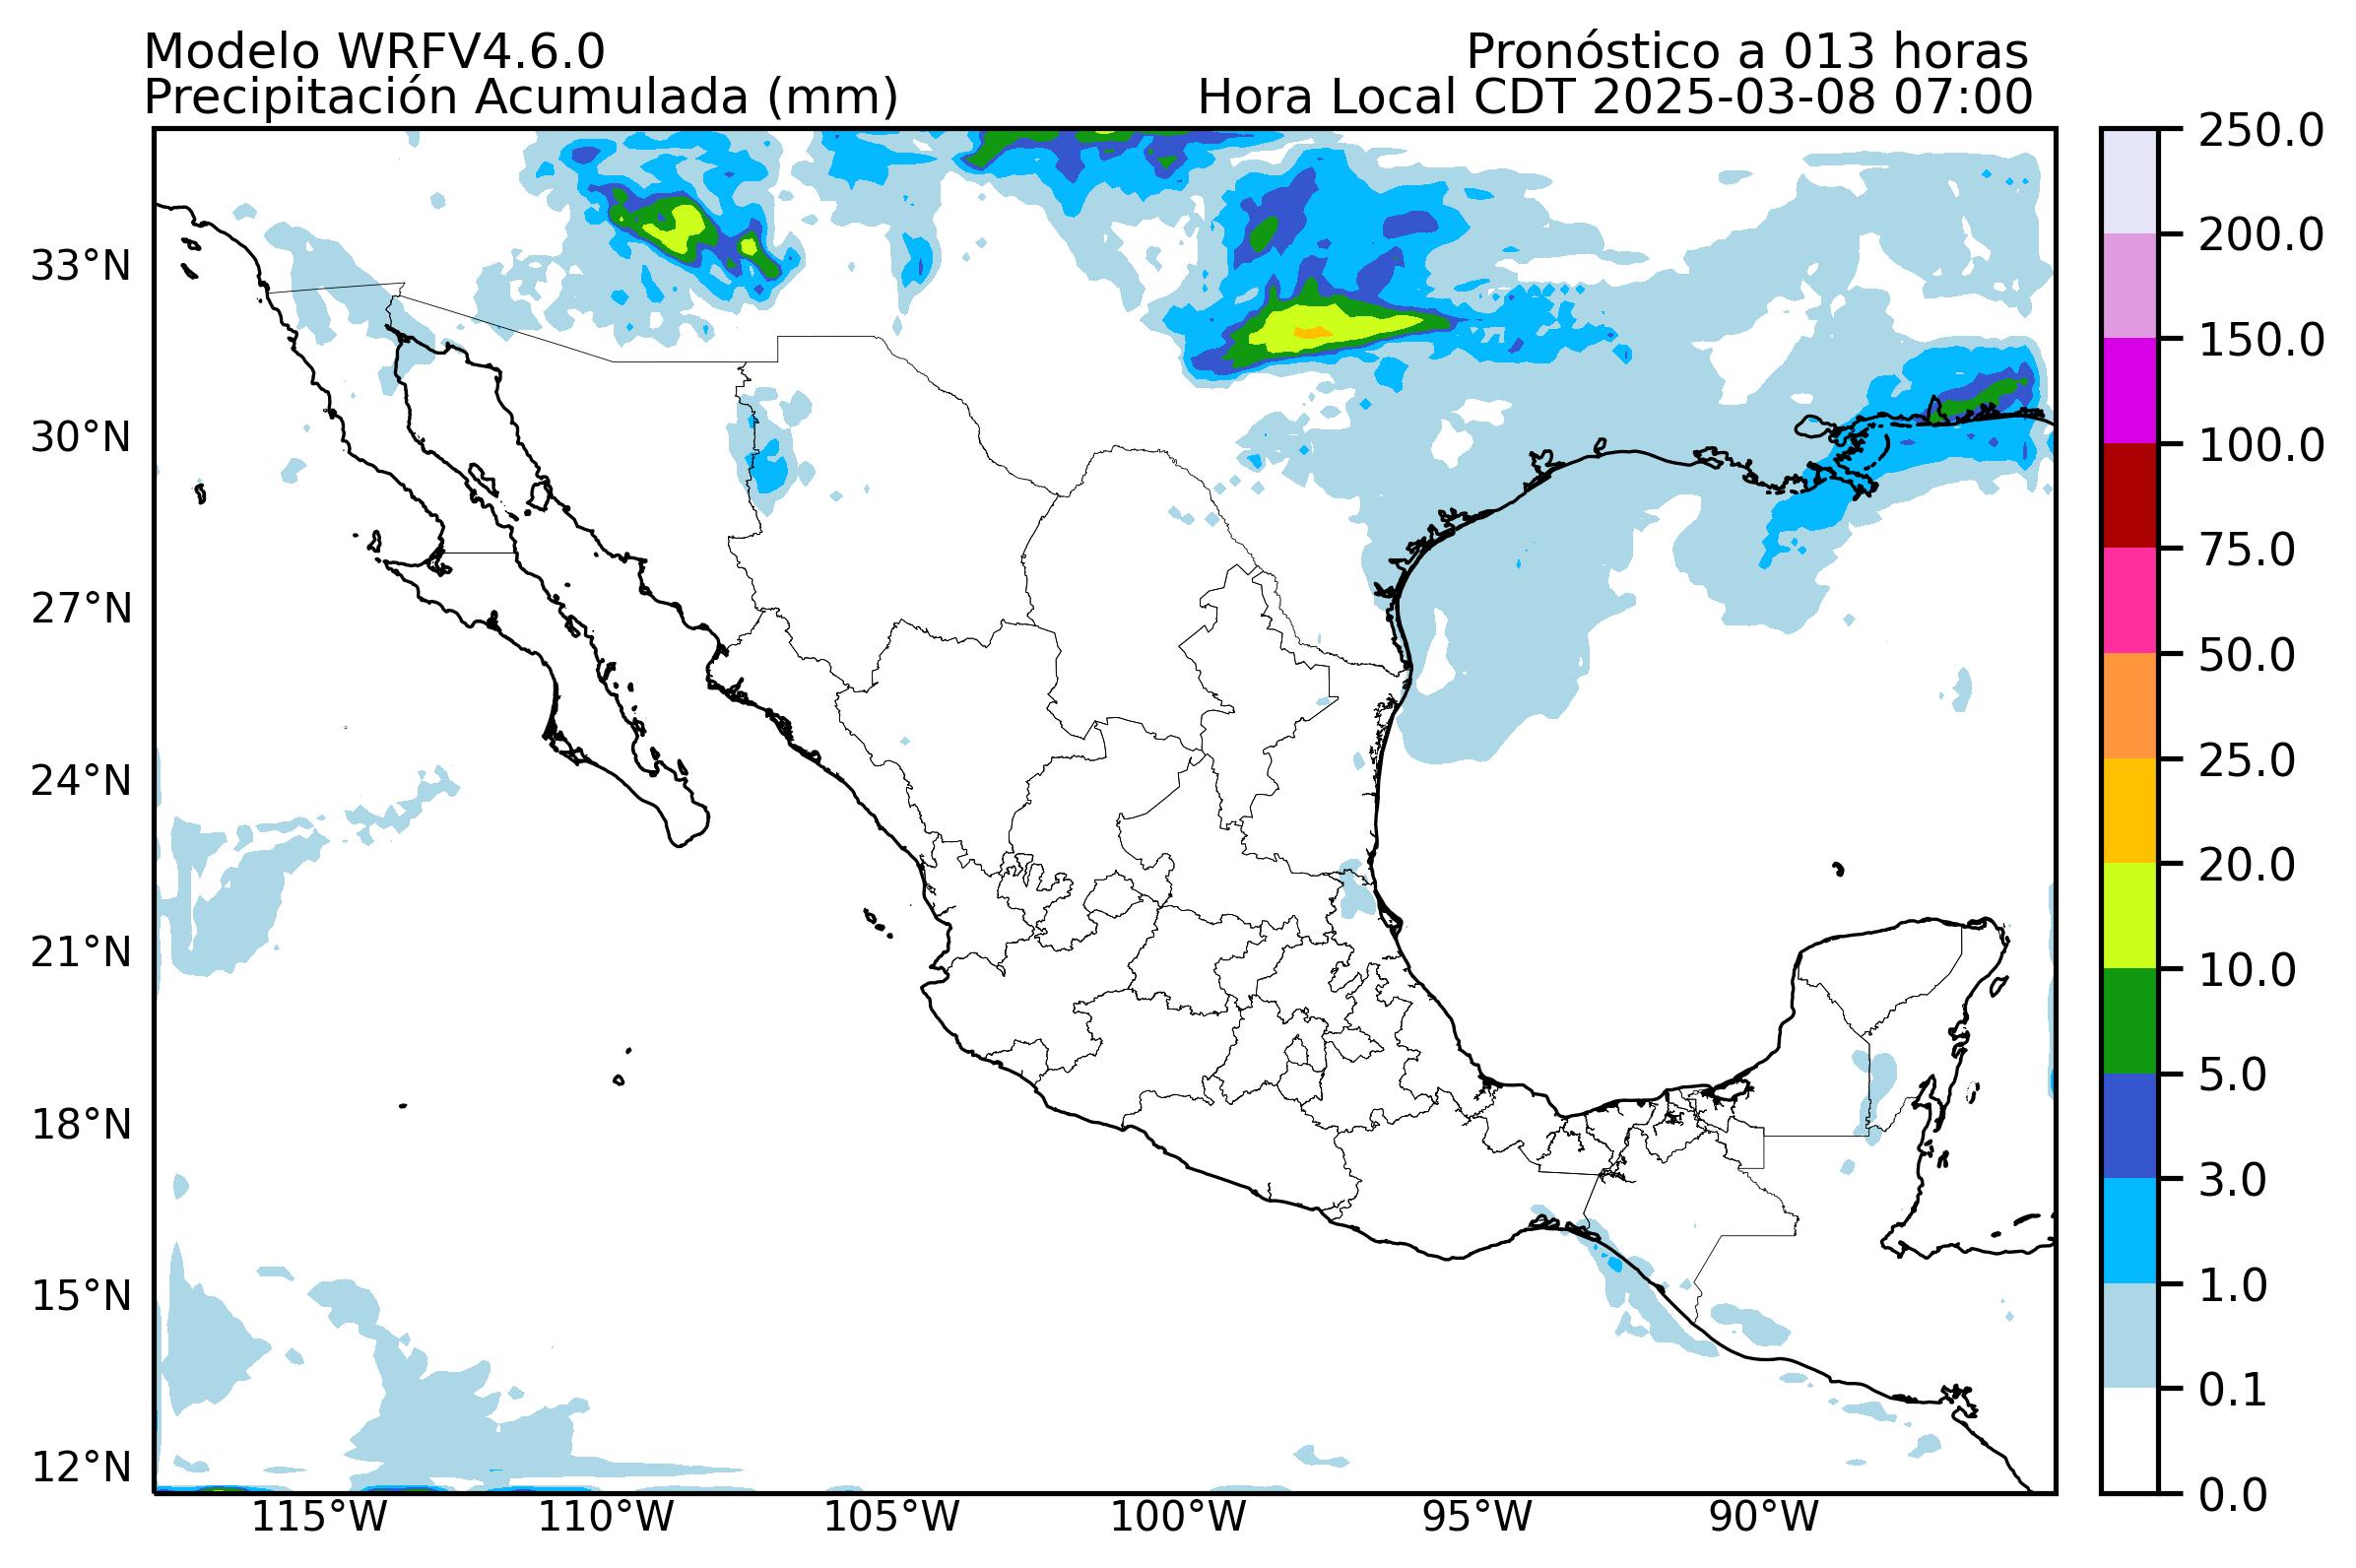 Modelo WRFV4.6.0
Pronóstico a 013 horas
Precipitación Acumulada (mm)
Hora Local CDT 2025-03-08 07:00
33°N
30°N
27°N
24°N
21°N
18°N
15°N
12°N
115°W
110°W
105°W
100°W
95°W
90°W
250.0
200.0
150.0
100.0
75.0
50.0
25.0
20.0
10.0
5.0
3.0
1.0
0.1
0.0